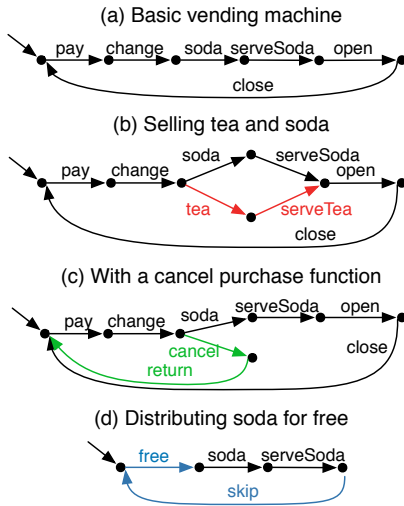 (a) Basic vending machine
pay change soda serveSoda open
close
(b) Selling tea and soda
soda serveSoda
pay change open
tea serveTea
close
(c) With a cancel purchase function
serveSoda open
pay change soda
cancel close
return
(d) Distributing soda for free
free soda serveSoda
skip